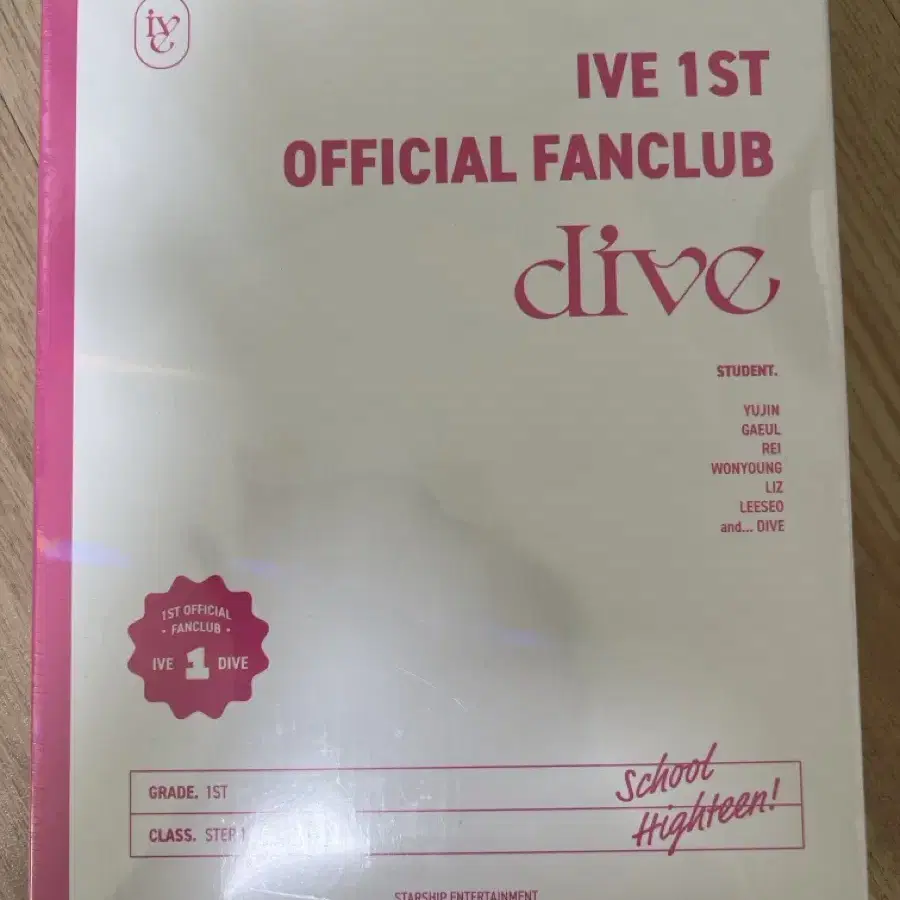 ive
IVE 1ST
OFFICIAL FANCLUB
dive
STUDENT.
YUJIN
GAEUL
REI
WONYOUNG
LIZ
LEESEO
and... DIVE
1ST OFFICIAL
• FANCLUB •
IVE 1 DIVE
GRADE. 1ST
CLASS. STEP 1
School
Highteen!
STARSHIP ENTERTAINMENT